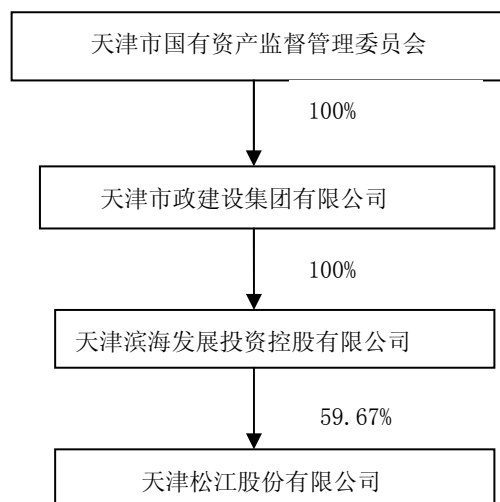 天津市国有资产监督管理委员会
100%
天津市政建设集团有限公司
100%
天津滨海发展投资控股有限公司
59.67%
天津松江股份有限公司